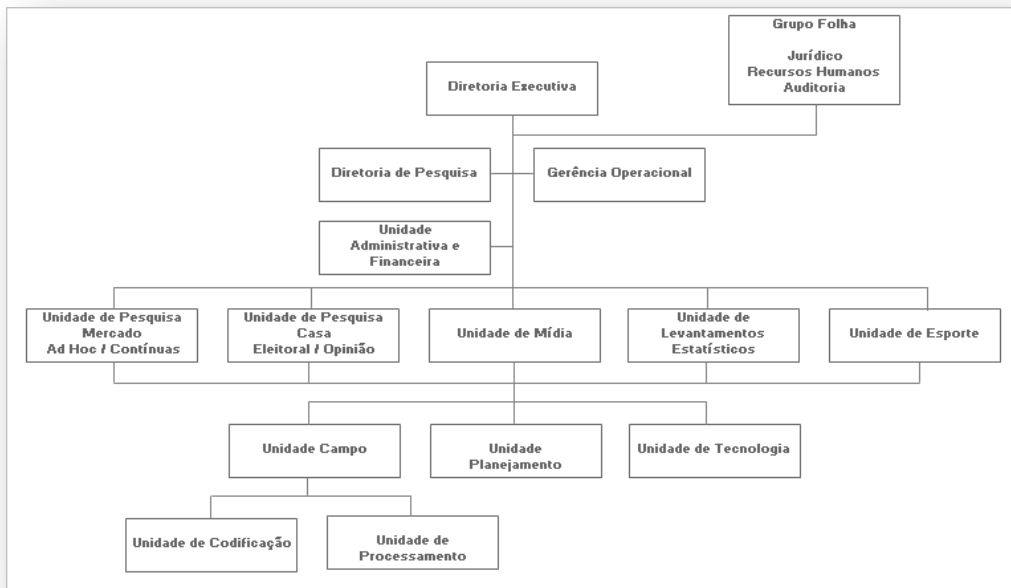 Grupo Folha
Jurídico
Recursos Humanos
Auditoria
Diretoria Executiva
Diretoria de Pesquisa
Gerência Operacional
Unidade
Administrativa e
Financeira
Unidade de Pesquisa
Mercado
Ad Hoc / Contínuas
Unidade de Pesquisa
Casa
Eleitoral / Opinião
Unidade de Mídia
Unidade de
Levantamentos
Estatísticos
Unidade de Esporte
Unidade Campo
Unidade
Planejamento
Unidade de Tecnologia
Unidade de Codificação
Unidade de
Processamento